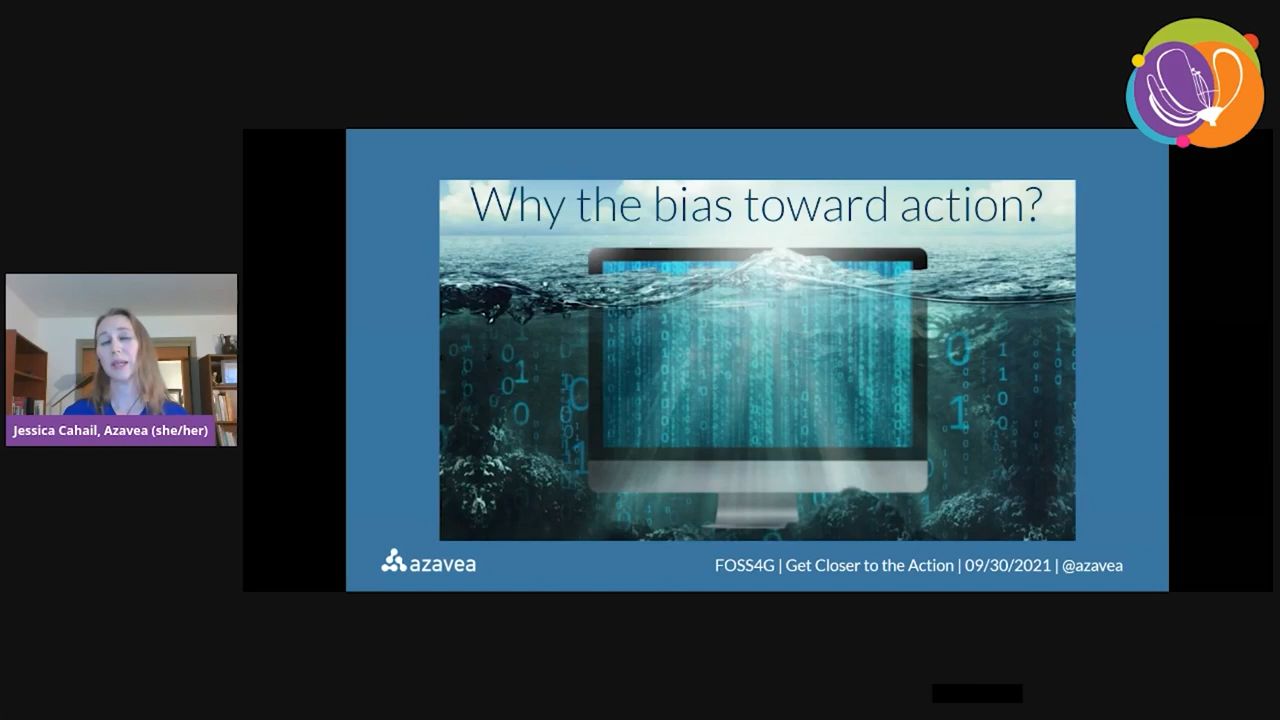 Why the bias toward action?
Jessica Cahail, Azavea (she/her)
azavea
FOSS4G | Get Closer to the Action | 09/30/2021 | @azavea